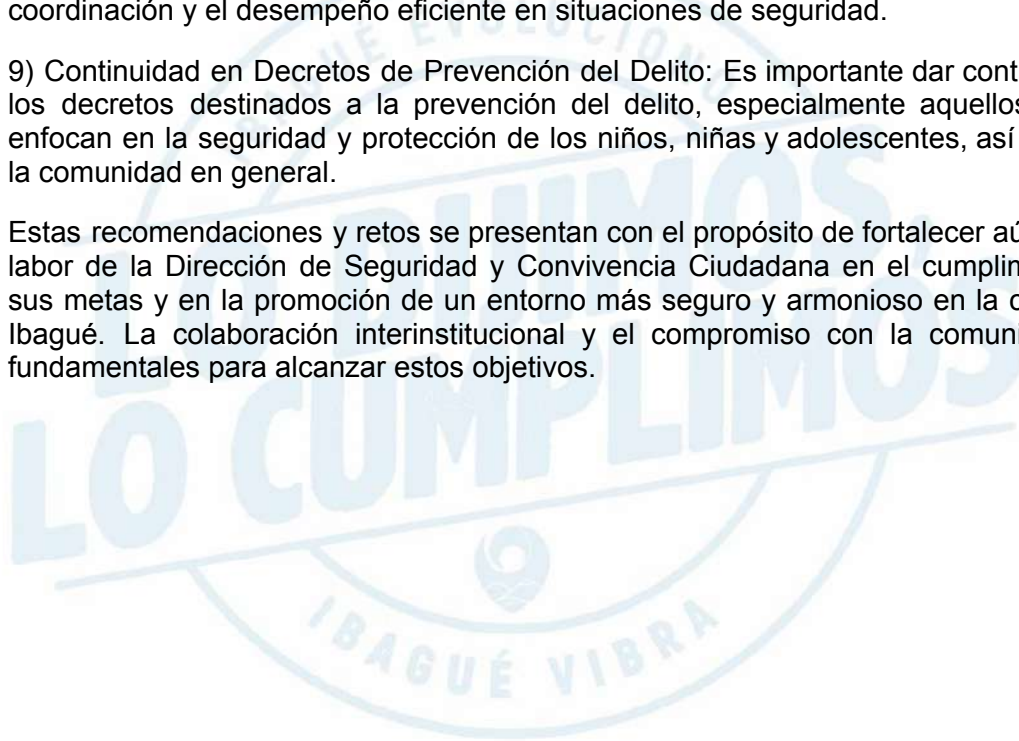 coordinación y el desempeño eficiente en situaciones de seguridad.
9) Continuidad en Decretos de Prevención del Delito: Es importante dar cont
los decretos destinados a la prevención del delito, especialmente aquellos
enfocan en la seguridad y protección de los niños, niñas y adolescentes, así
la comunidad en general.
Estas recomendaciones y retos se presentan con el propósito de fortalecer aú
labor de la Dirección de Seguridad y Convivencia Ciudadana en el cumplim
sus metas y en la promoción de un entorno más seguro y armonioso en la c
Ibagué. La colaboración interinstitucional y el compromiso con la comuni
fundamentales para alcanzar estos objetivos.
IBAGUÉ EVOLUCIONÓ
LO DIJIMOS,
LO CUMPLIMOS
IBAGUÉ VIBRA